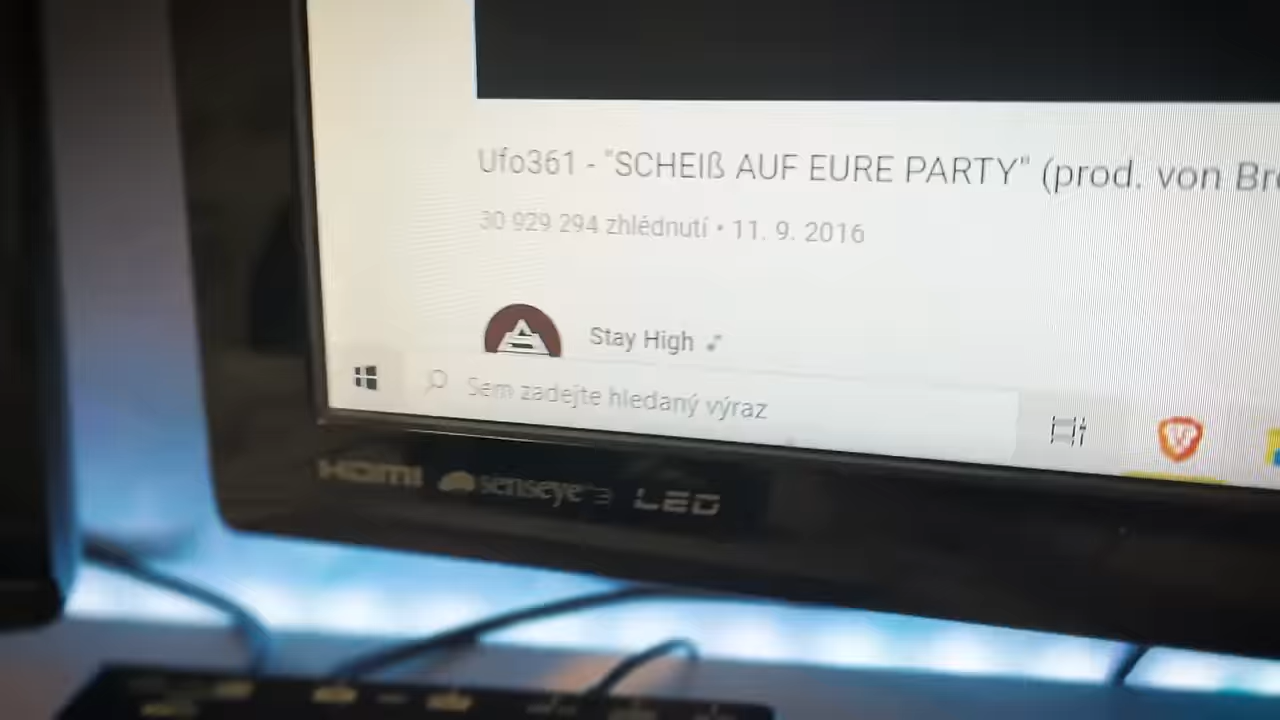 Ufo361 - "SCHEIß AUF EURE PARTY" (prod. von
30 929 294 zhlédnutí • 11. 9. 2016
Stay High
Sem zadejte hledaný výraz
HDMI senseye 3 LED